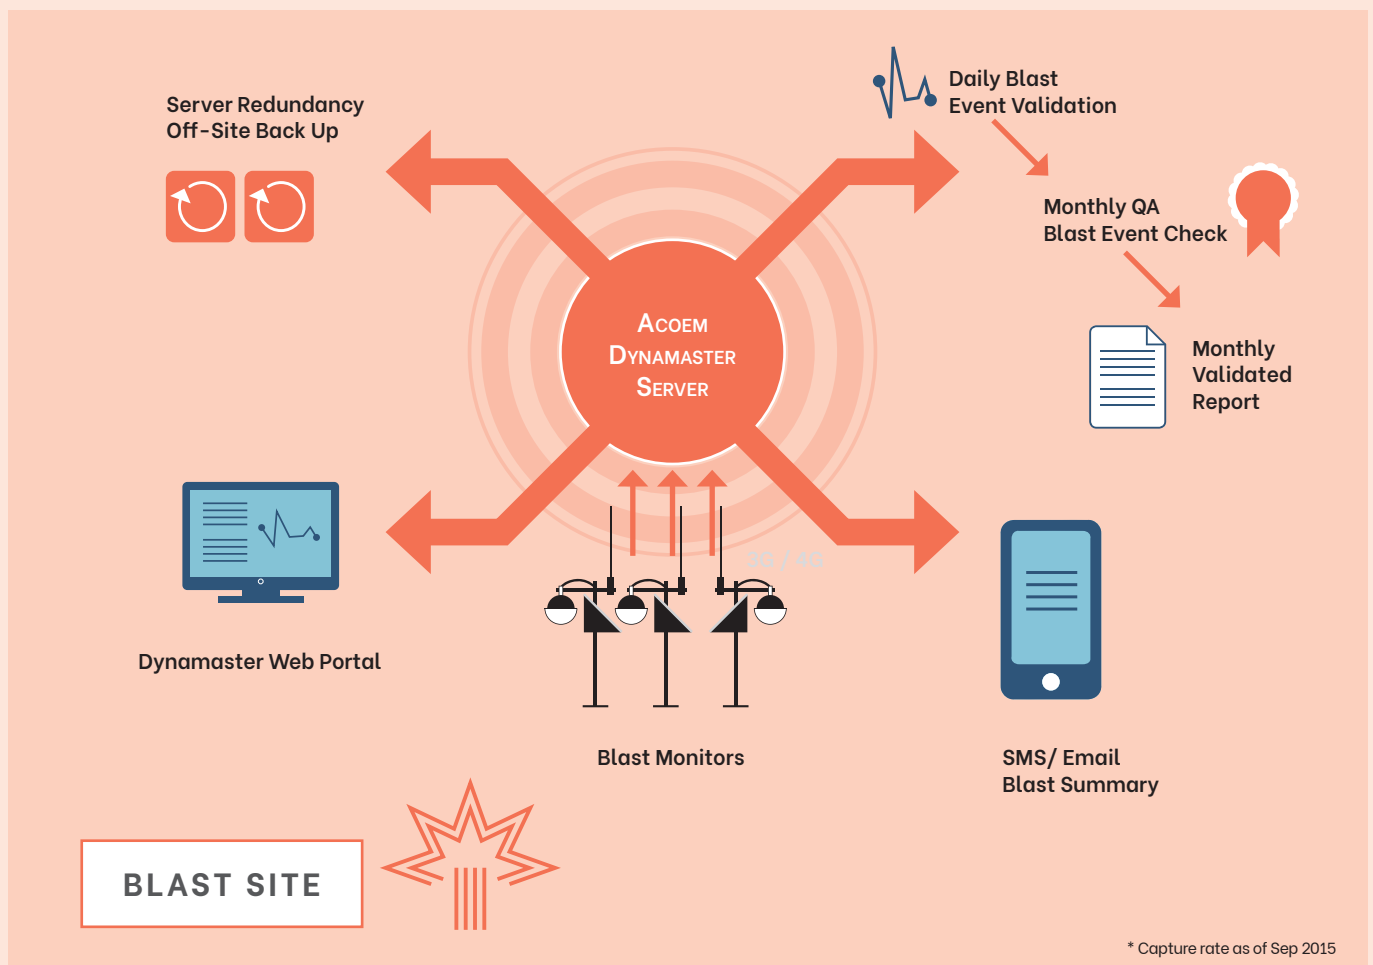 Server Redundancy
Off-Site Back Up
Daily Blast
Event Validation
Monthly QA
Blast Event Check
Monthly
Validated
Report
ACOEM
DYNAMASTER
SERVER
3G / 4G
Dynamaster Web Portal
Blast Monitors
SMS/ Email
Blast Summary
BLAST SITE
* Capture rate as of Sep 2015